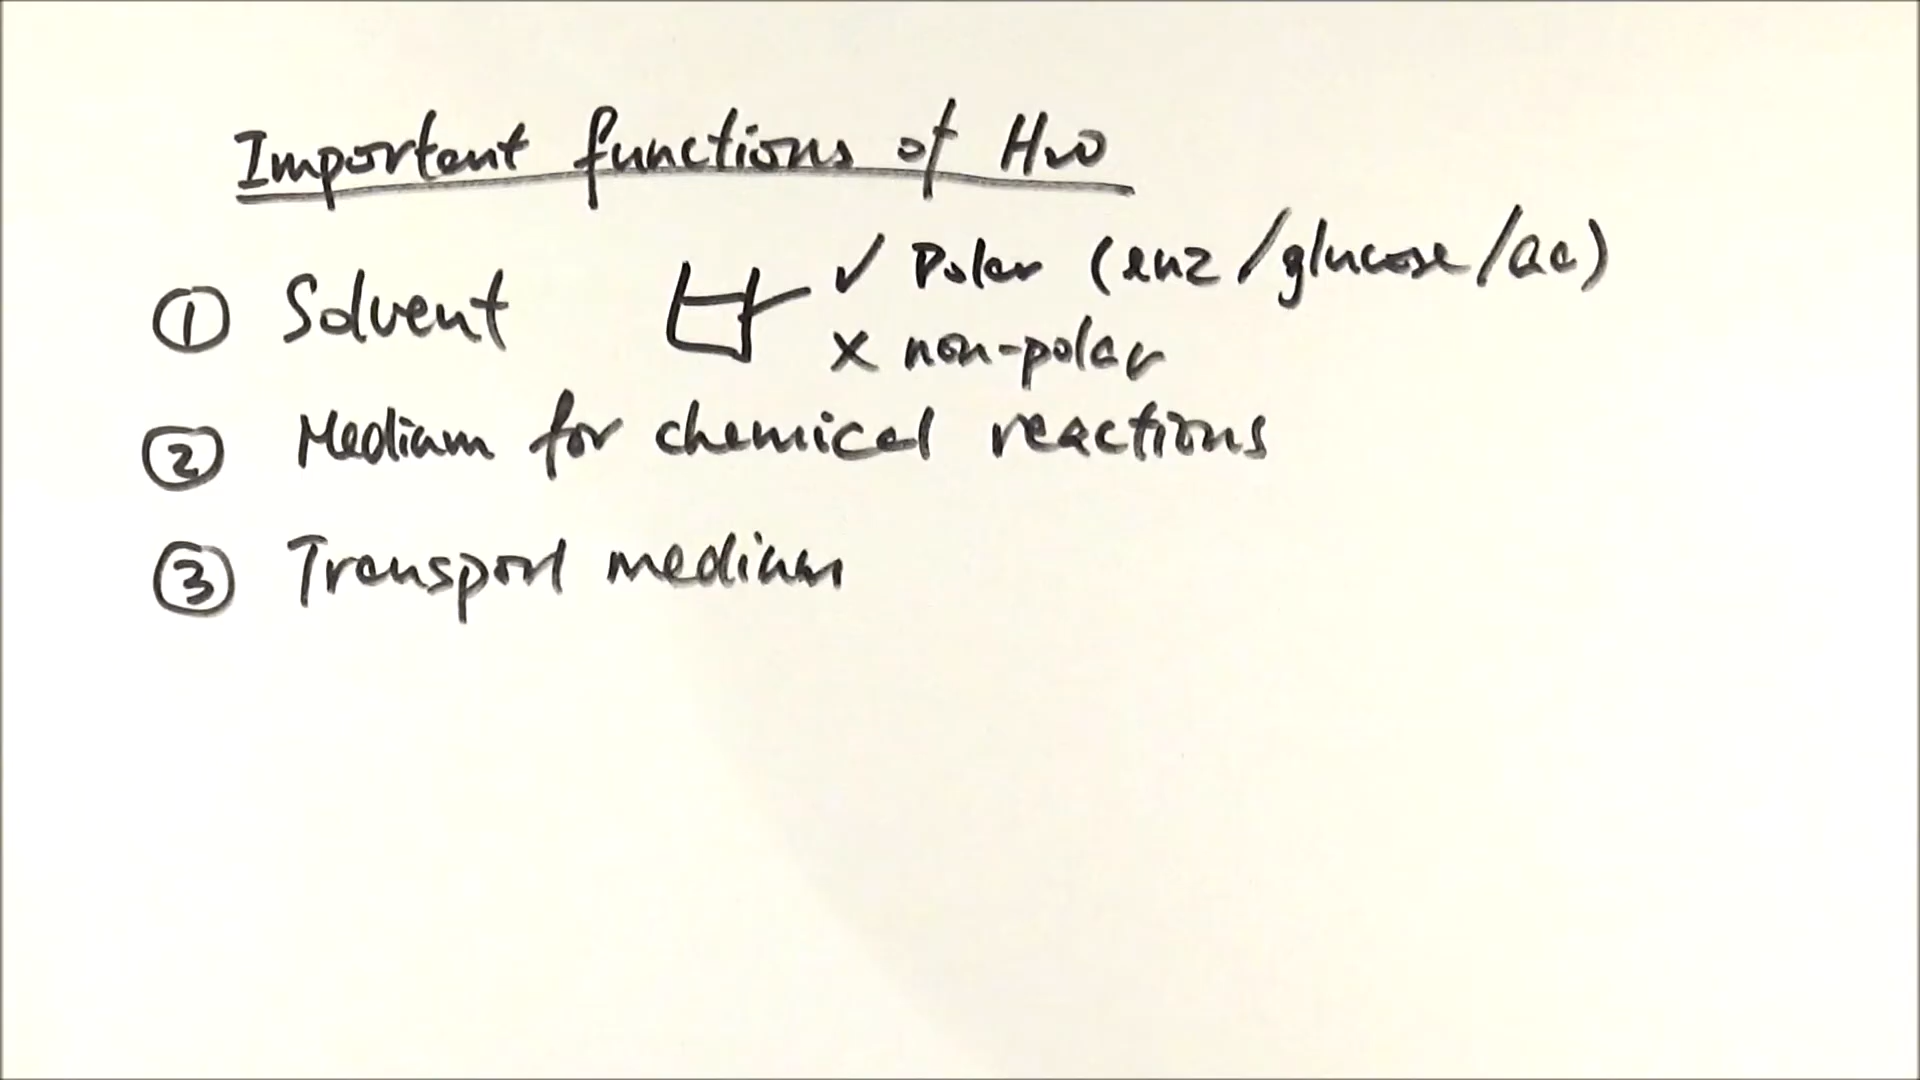 Important functions of H₂O
① Solvent ✓ Polar (enz/glucose/aa)
× non-polar
② Medium for chemical reactions
③ Transport medium